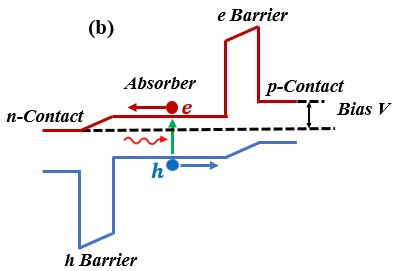 e Barrier
(b)
Absorber
p-Contact
e
n-Contact
Bias V
h
h Barrier